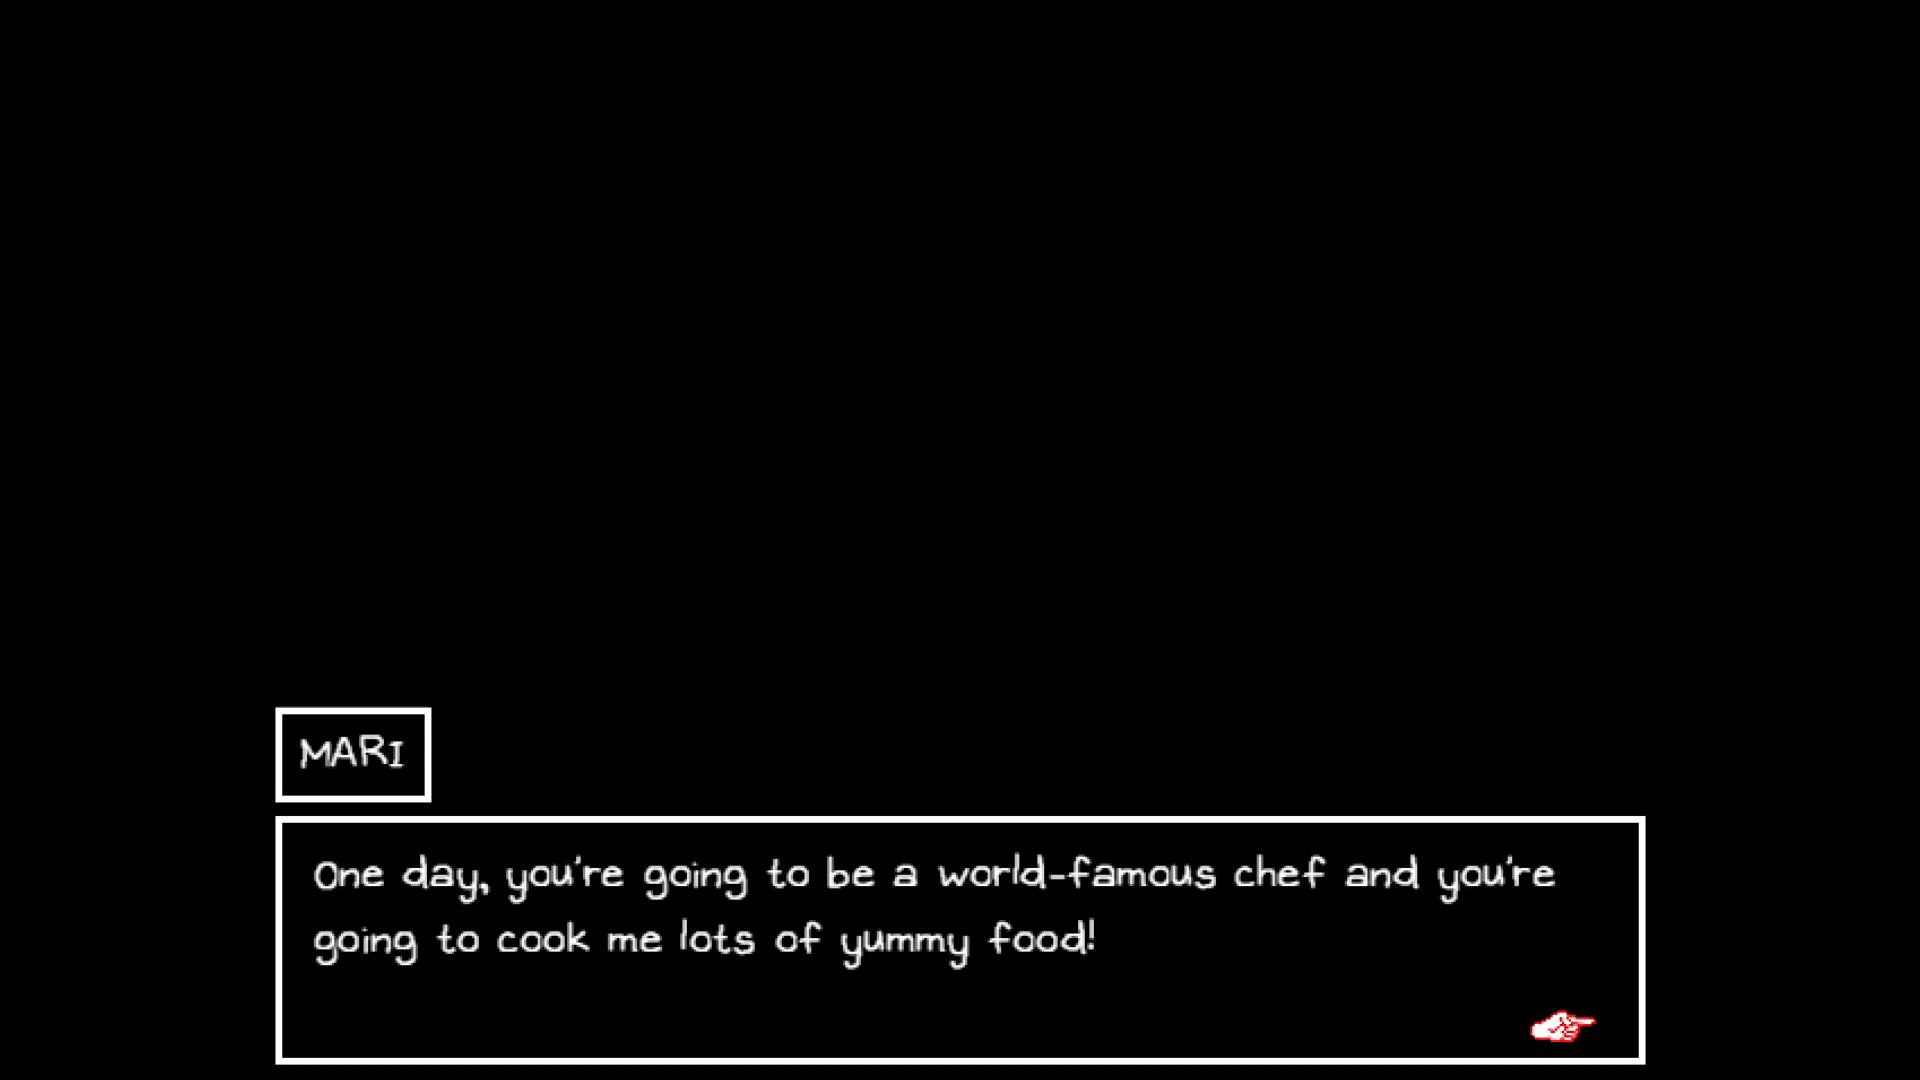 MARI
One day, you're going to be a world-famous chef and you're
going to cook me lots of yummy food!